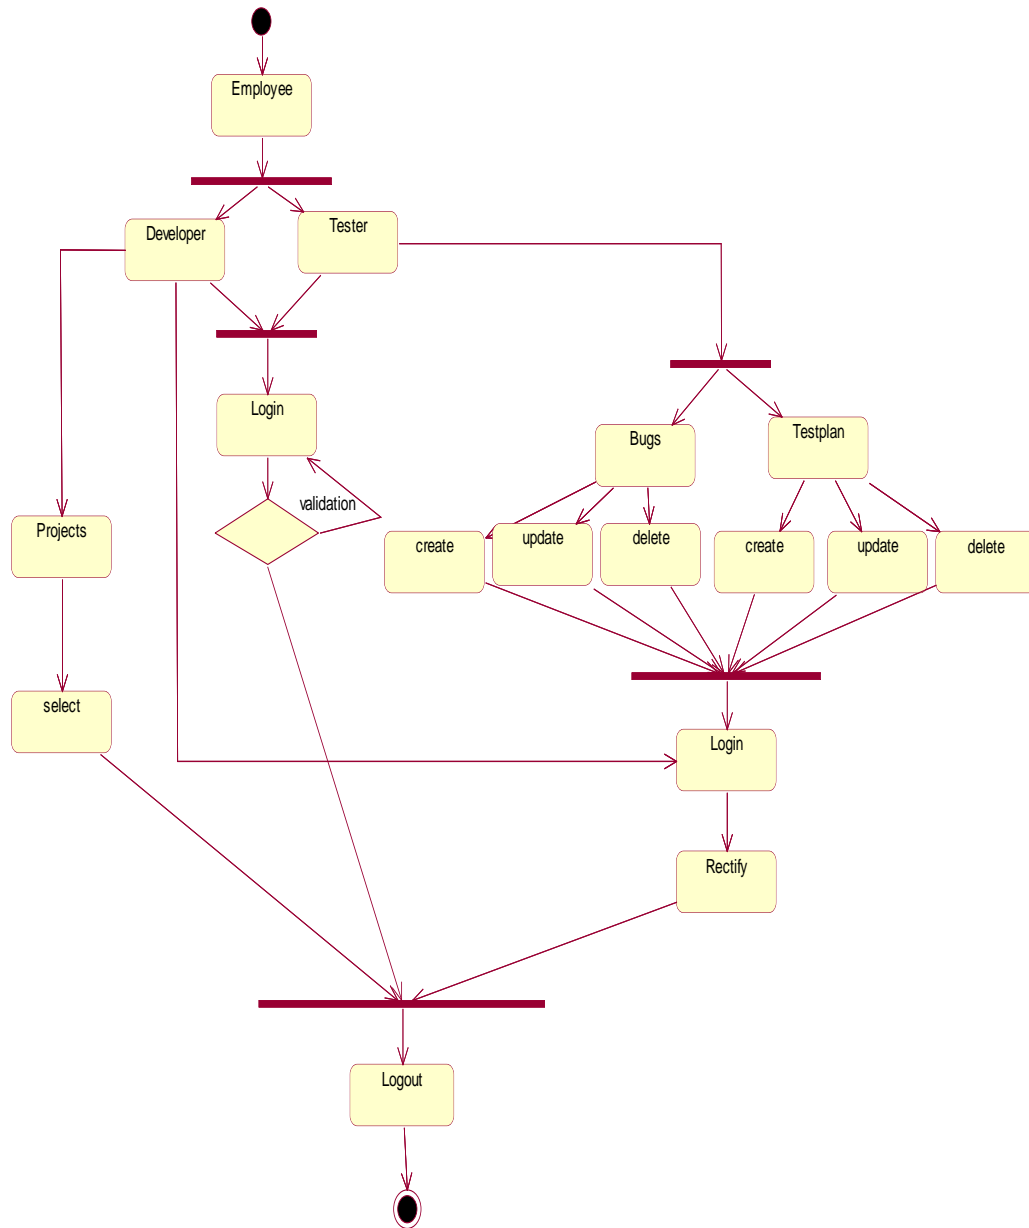 Employee
Developer
Tester
Login
validation
Bugs
Testplan
Projects
create
update
delete
create
update
delete
select
Login
Rectify
Logout